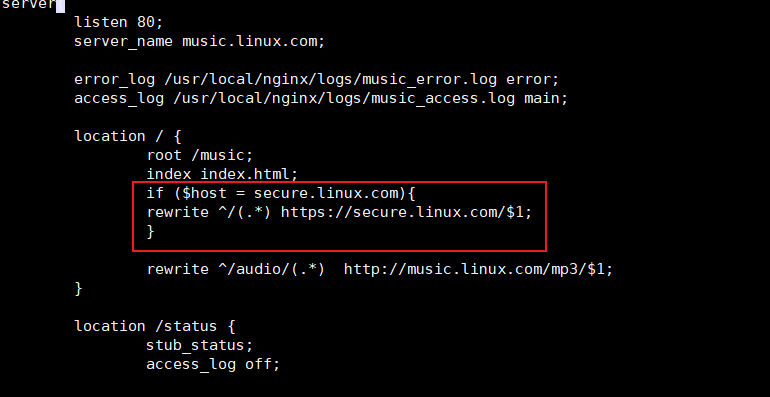 server
listen 80;
server_name music.linux.com;
error_log /usr/local/nginx/logs/music_error.log error;
access_log /usr/local/nginx/logs/music_access.log main;
location / {
root /music;
index index.html;
if ($host = secure.linux.com){
rewrite ^/(.*) https://secure.linux.com/$1;
}
rewrite ^/audio/(.*)  http://music.linux.com/mp3/$1;
}
location /status {
stub_status;
access_log off;